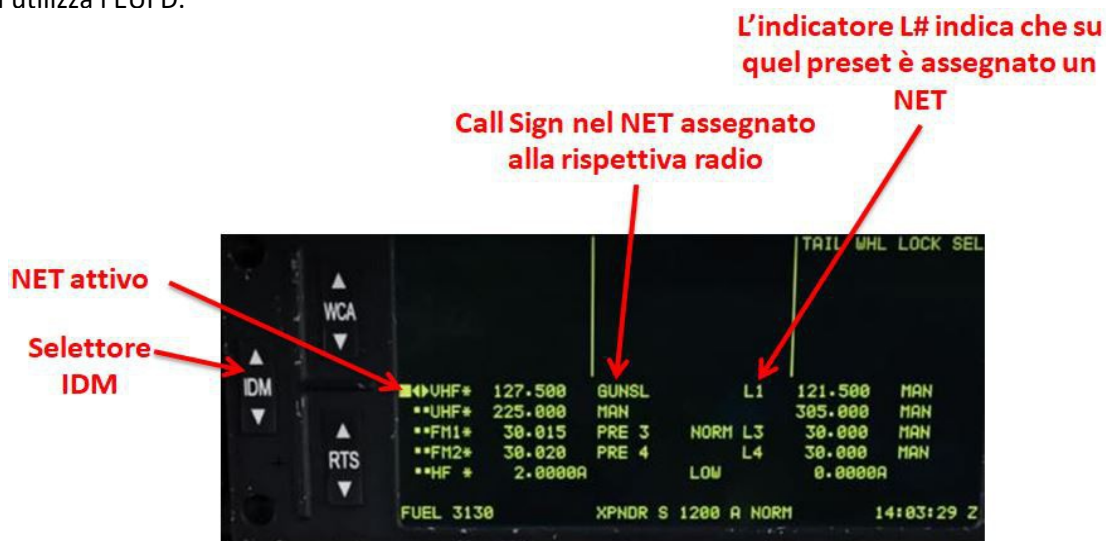 L'indicatore L# indica che su
quel preset è assegnato un
NET
Call Sign nel NET assegnato
alla rispettiva radio
NET attivo
Selettore
IDM
WCA
IDM
RTS
TAIL WHL LOCK SEL
VHF* 127.500 GUNSL L1 121.500 MAN
UHF* 225.000 MAN 305.000 MAN
FM1* 30.015 PRE 3 NORM L3 30.000 MAN
FM2* 30.020 PRE 4 L4 30.000 MAN
HF * 2.0000A LOW 0.0000A
FUEL 3130 XPNDR S 1200 A NORM 14:03:29 Z